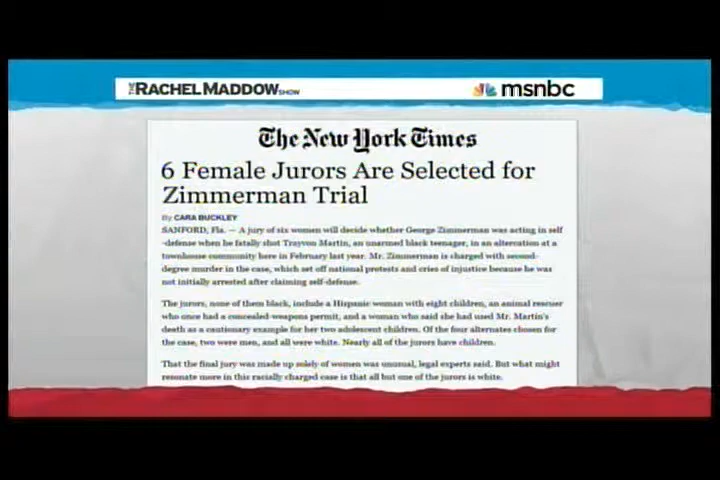 THE RACHEL MADDOW SHOW
msnbc
The New York Times
6 Female Jurors Are Selected for
Zimmerman Trial
By CARA BUCKLEY
SANFORD, Fla. — A jury of six women will decide whether George Zimmerman was acting in self
-defense when he fatally shot Trayvon Martin, an unarmed black teenager, in an altercation at a
townhouse community here in February last year. Mr. Zimmerman is charged with second-
degree murder in the case, which set off national protests and cries of injustice because he was
not initially arrested after claiming self-defense.
The jurors, none of them black, include a Hispanic woman with eight children, an animal rescuer
who once had a concealed-weapons permit, and a woman who said she had used Mr. Martin's
death as a cautionary example for her two adolescent children. Of the four alternates chosen for
the case, two were men, and all were white. Nearly all of the jurors have children.
That the final jury was made up solely of women was unusual, legal experts said. But what might
resonate more in this racially charged case is that all but one of the jurors is white.